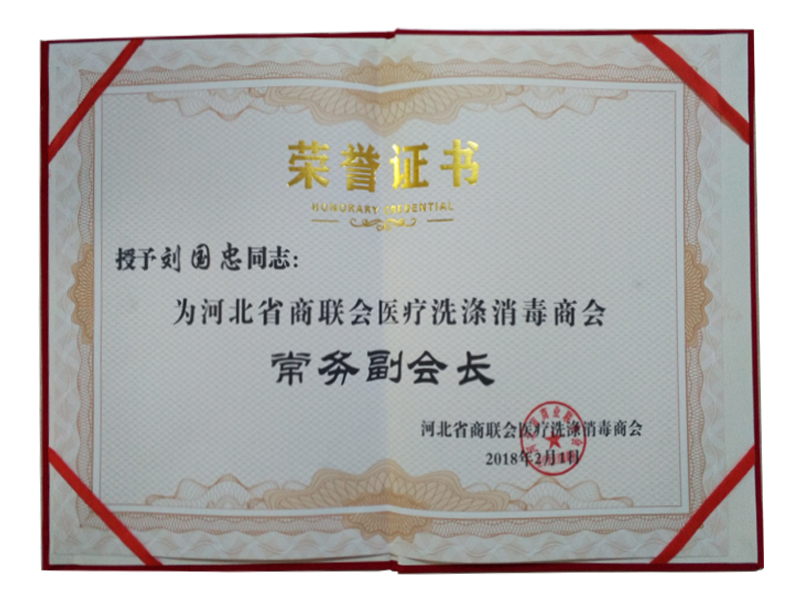 荣誉证书
HONORARY CREDENTIAL
授予刘国忠同志：
为河北省商联会医疗洗涤消毒商会
常务副会长
河北省商联会医疗洗涤消毒商会
2018年2月1日